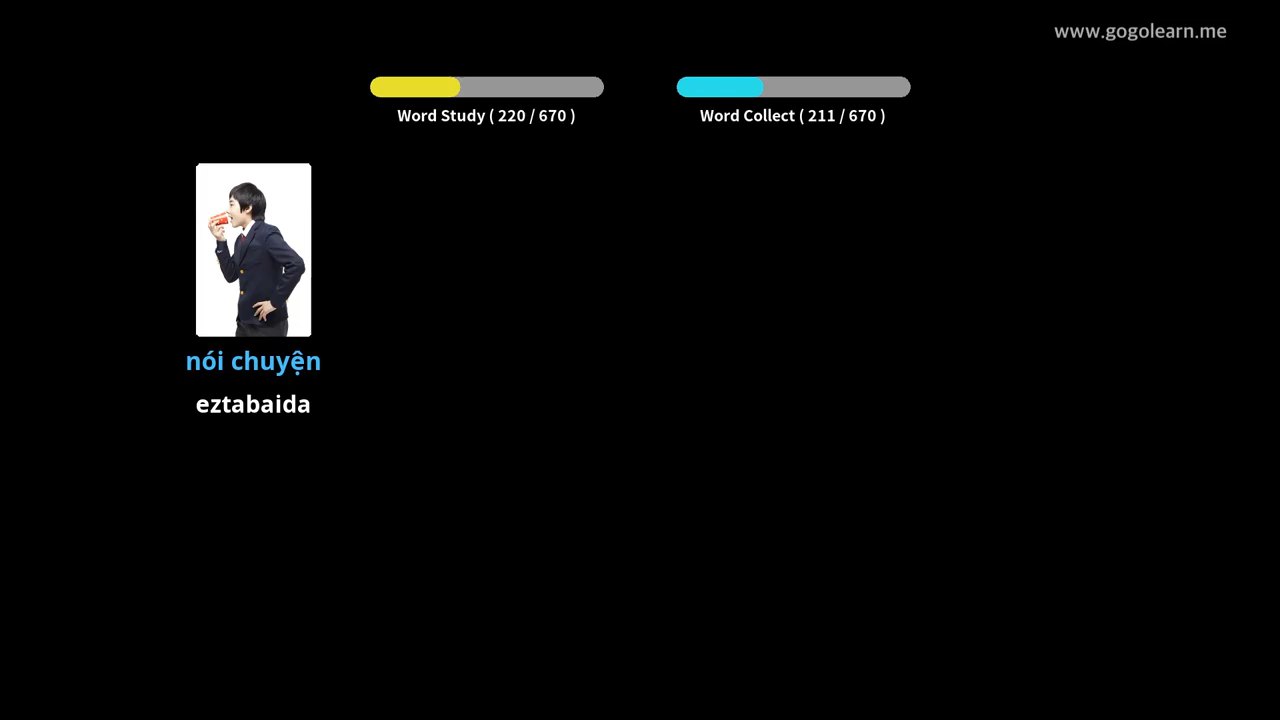 www.gogolearn.me
Word Study ( 220 / 670 )
Word Collect ( 211 / 670 )
nói chuyện
eztabaida